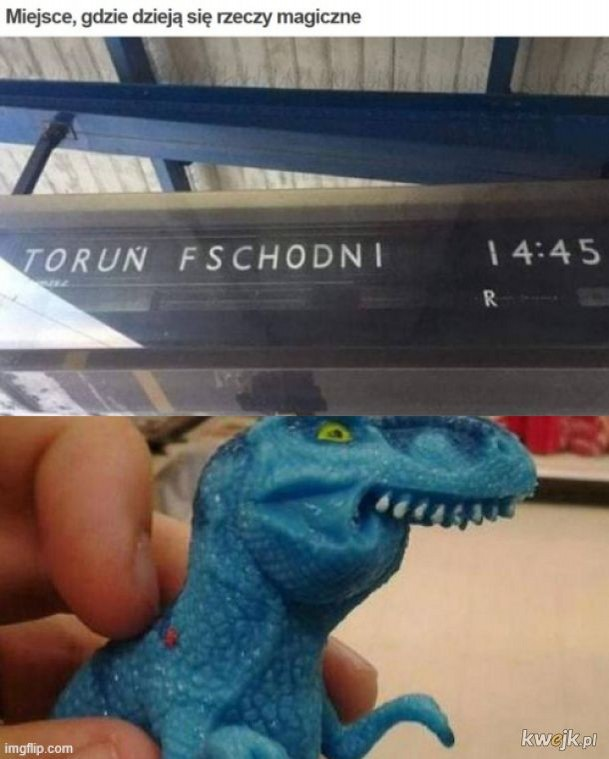 Miejsce, gdzie dzieją się rzeczy magiczne
TORUŃ FSCHODNI 14:45
R
imgflip.com
kwejk.pl